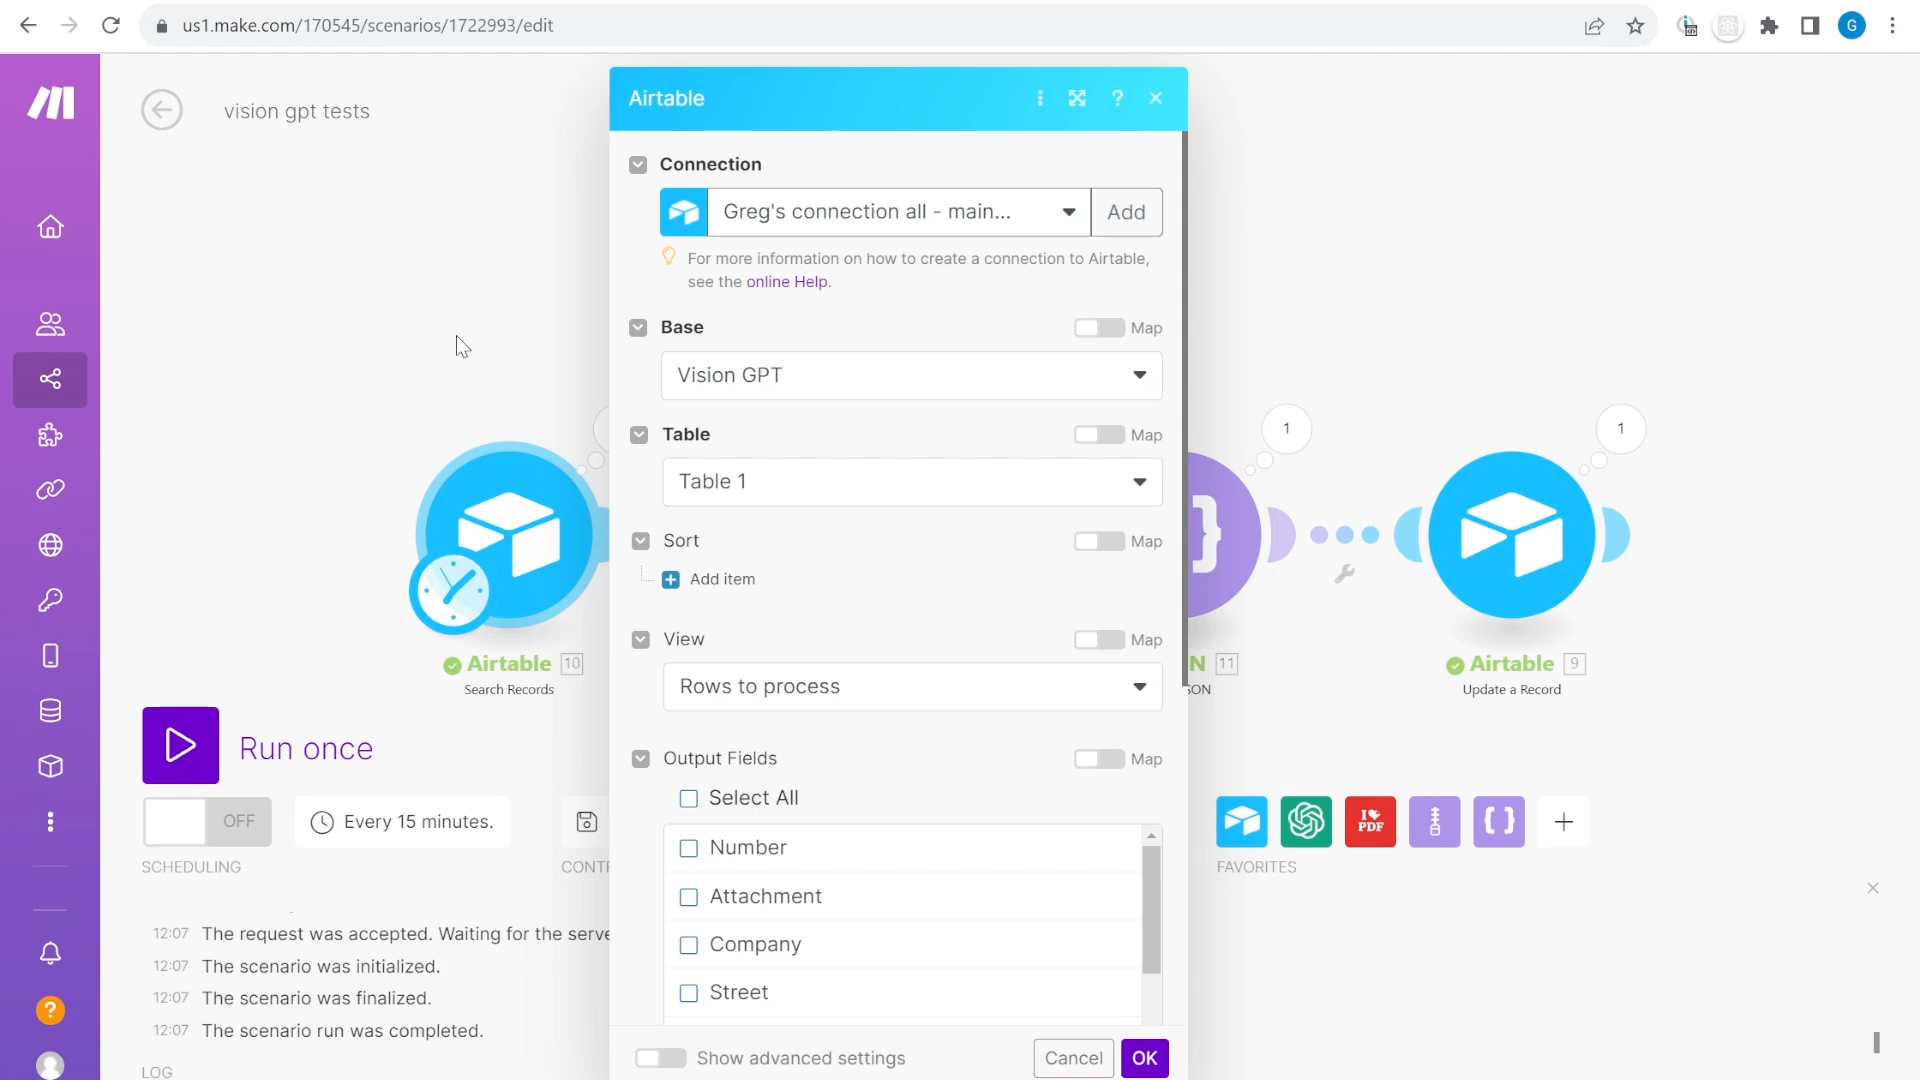 us1.make.com/170545/scenarios/1722993/edit
G
vision gpt tests
Airtable
?
Connection
Greg's connection all - main...
Add
For more information on how to create a connection to Airtable,
see the online Help.
Base
Map
Vision GPT
Table
Map
Table 1
Sort
Map
Add item
View
Map
Rows to process
Output Fields
Map
Select All
Number
Attachment
Company
Street
Show advanced settings
Cancel
OK
Airtable 10
Search Records
1
N 11
SON
1
Airtable 9
Update a Record
Run once
OFF
Every 15 minutes.
SCHEDULING
CONTR
I PDF
FAVORITES
12:07 The request was accepted. Waiting for the serve
12:07 The scenario was initialized.
12:07 The scenario was finalized.
12:07 The scenario run was completed.
LOG
?